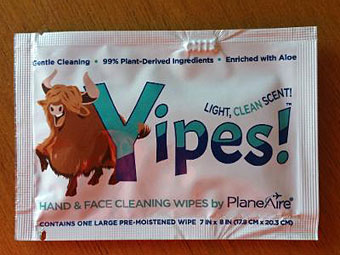 Gentle Cleaning • 99% Plant-Derived Ingredients • Enriched with Aloe
LIGHT, CLEAN SCENT!
Yipes!™
HAND & FACE CLEANING WIPES by PlaneAire®
CONTAINS ONE LARGE PRE-MOISTENED WIPE 7 IN x 8 IN (17.8 CM x 20.3 CM)